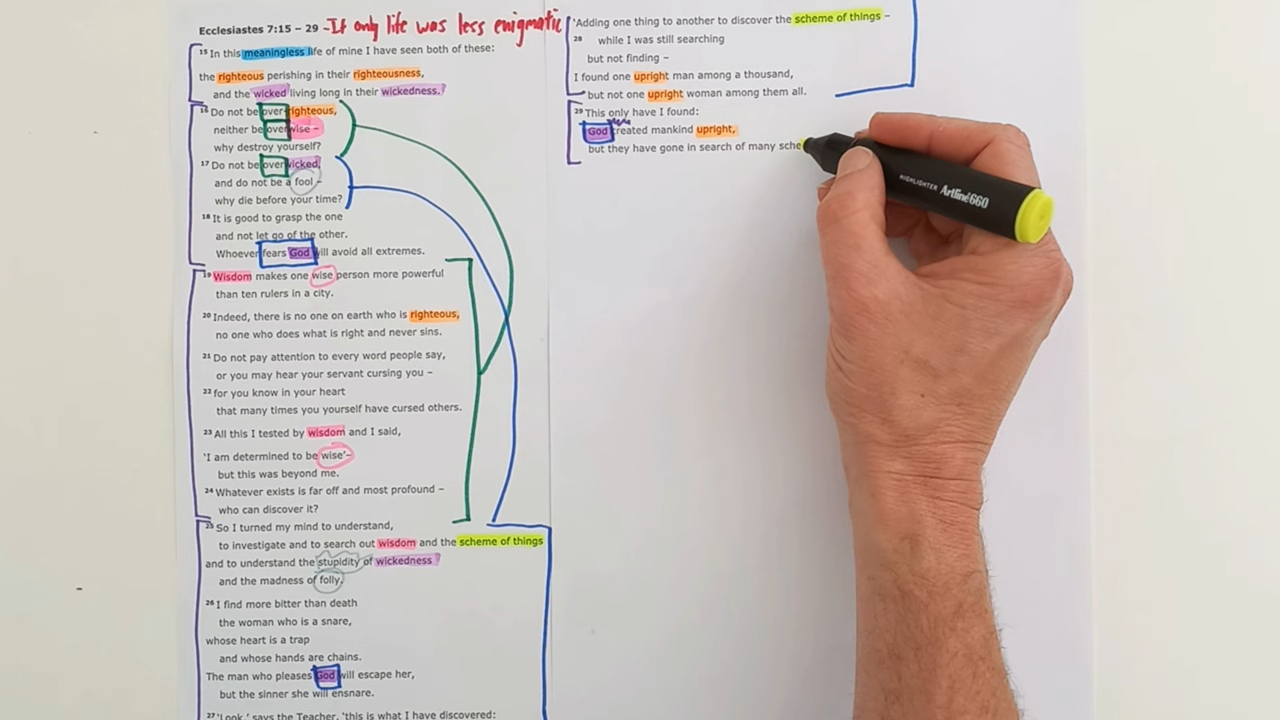 Ecclesiastes 7:15 – 29 - If only life was less enigmatic
15 In this meaningless life of mine I have seen both of these:
the righteous perishing in their righteousness,
and the wicked living long in their wickedness.
16 Do not be over-righteous,
neither be overwise –
why destroy yourself?
17 Do not be overwicked,
and do not be a fool –
why die before your time?
18 It is good to grasp the one
and not let go of the other.
Whoever fears God will avoid all extremes.
19 Wisdom makes one wise person more powerful
than ten rulers in a city.
20 Indeed, there is no one on earth who is righteous,
no one who does what is right and never sins.
21 Do not pay attention to every word people say,
or you may hear your servant cursing you –
22 for you know in your heart
that many times you yourself have cursed others.
23 All this I tested by wisdom and I said,
'I am determined to be wise'–
but this was beyond me.
24 Whatever exists is far off and most profound –
who can discover it?
25 So I turned my mind to understand,
to investigate and to search out wisdom and the scheme of things
and to understand the stupidity of wickedness
and the madness of folly.
26 I find more bitter than death
the woman who is a snare,
whose heart is a trap
and whose hands are chains.
The man who pleases God will escape her,
but the sinner she will ensnare.
27 'Look,' says the Teacher, 'this is what I have discovered:
'Adding one thing to another to discover the scheme of things –
28 while I was still searching
but not finding –
I found one upright man among a thousand,
but not one upright woman among them all.
29 This only have I found:
God created mankind upright,
but they have gone in search of many sche
HIGHLIGHTER Artline 660